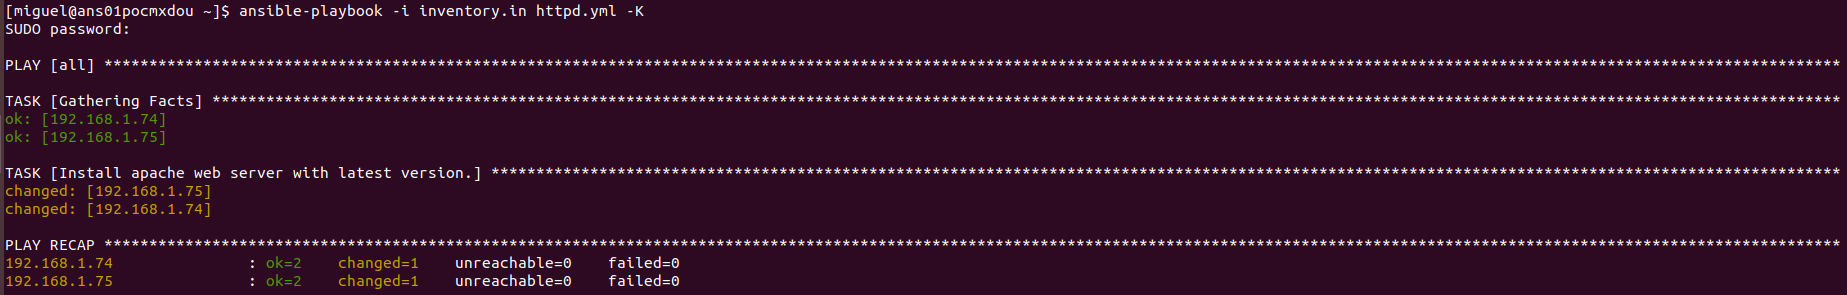 [miguel@ans01pocmxdou ~]$ ansible-playbook -i inventory.in httpd.yml -K
SUDO password:
PLAY [all] ****************************************************************************************************************************************************************************************************
TASK [Gathering Facts] ****************************************************************************************************************************************************************************************
ok: [192.168.1.74]
ok: [192.168.1.75]
TASK [Install apache web server with latest version.] *********************************************************************************************************************************************************
changed: [192.168.1.75]
changed: [192.168.1.74]
PLAY RECAP ****************************************************************************************************************************************************************************************************
192.168.1.74               : ok=2    changed=1    unreachable=0    failed=0
192.168.1.75               : ok=2    changed=1    unreachable=0    failed=0